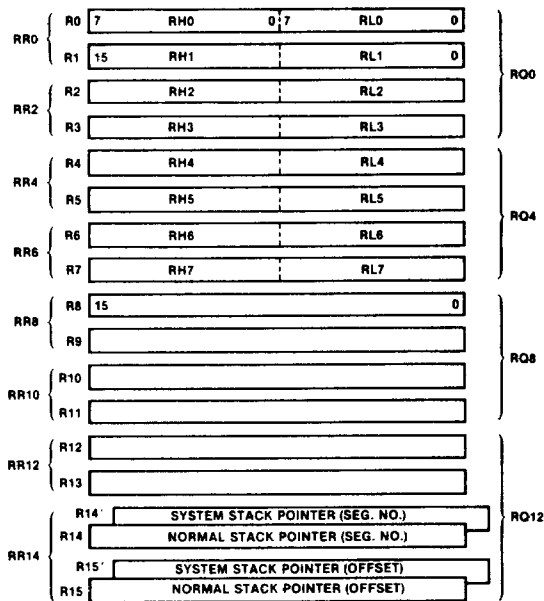 RR0
R0 7 RH0 0 7 RL0 0
R1 15 RH1 RL1 0
RQ0
RR2
R2 RH2 RL2
R3 RH3 RL3
RR4
R4 RH4 RL4
R5 RH5 RL5
RQ4
RR6
R6 RH6 RL6
R7 RH7 RL7
RR8
R8 15 0
R9
RQ8
RR10
R10
R11
RR12
R12
R13
RQ12
RR14
R14' SYSTEM STACK POINTER (SEG. NO.)
R14 NORMAL STACK POINTER (SEG. NO.)
R15' SYSTEM STACK POINTER (OFFSET)
R15 NORMAL STACK POINTER (OFFSET)